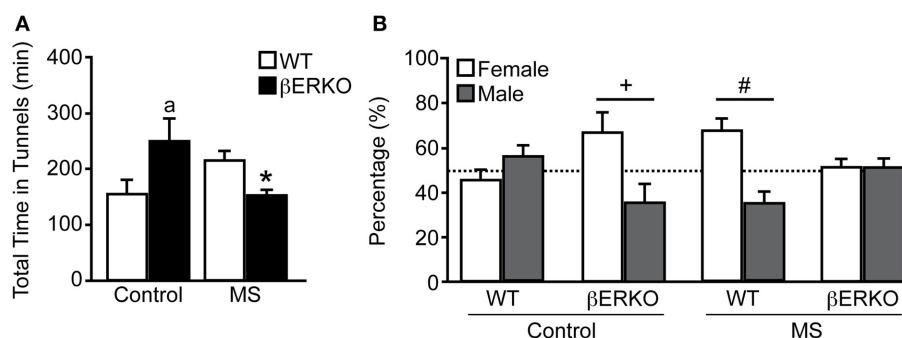 A
Total Time in Tunnels (min)
400
300
200
100
0
WT
βERKO
a
*
Control
MS
B
Percentage (%)
100
80
60
40
20
0
Female
Male
+
#
WT
βERKO
WT
βERKO
Control
MS